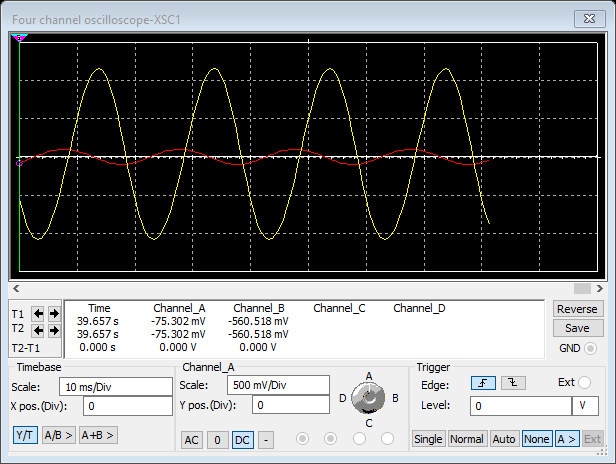 Four channel oscilloscope-XSC1
Time Channel_A Channel_B Channel_C Channel_D
T1 39.657 s -75.302 mV -560.518 mV
T2 39.657 s -75.302 mV -560.518 mV
T2-T1 0.000 s 0.000 V 0.000 V
Reverse
Save
GND
Timebase
Scale: 10 ms/Div
X pos.(Div): 0
Y/T A/B > A+B >
Channel_A
Scale: 500 mV/Div
Y pos.(Div): 0
AC 0 DC -
A
D B
C
Trigger
Edge: Ext
Level: 0 V
Single Normal Auto None A > Ext